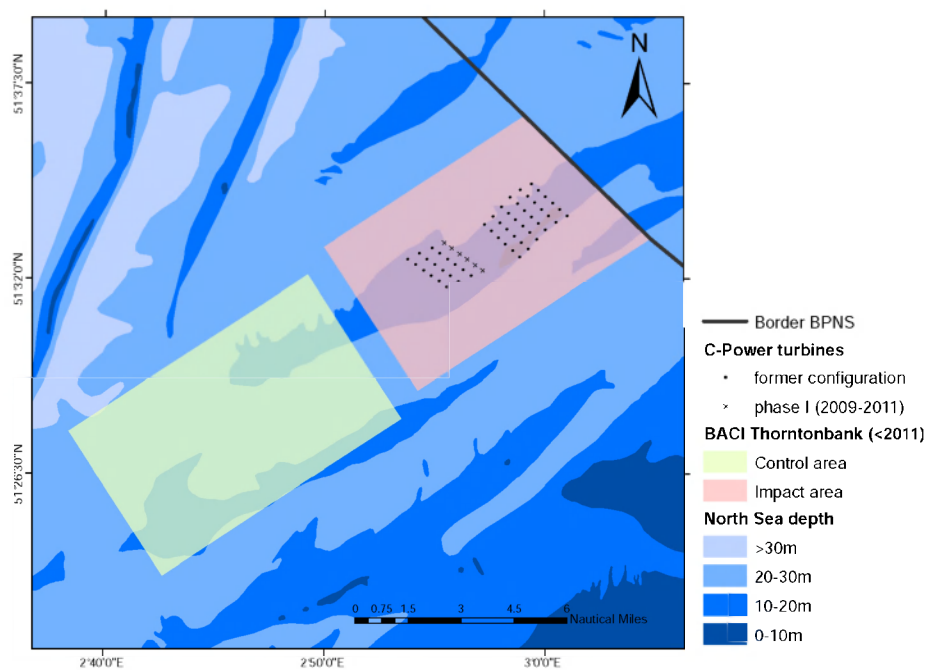 N
51°37'30"N
51°32'0"N
51°26'30"N
0 0.75 1.5 3 4.5 6
Nautical Miles
2°40'0"E 2°50'0"E 3°0'0"E
Border BPNS
C-Power turbines
former configuration
phase I (2009-2011)
BACI Thorntonbank (<2011)
Control area
Impact area
North Sea depth
>30m
20-30m
10-20m
0-10m